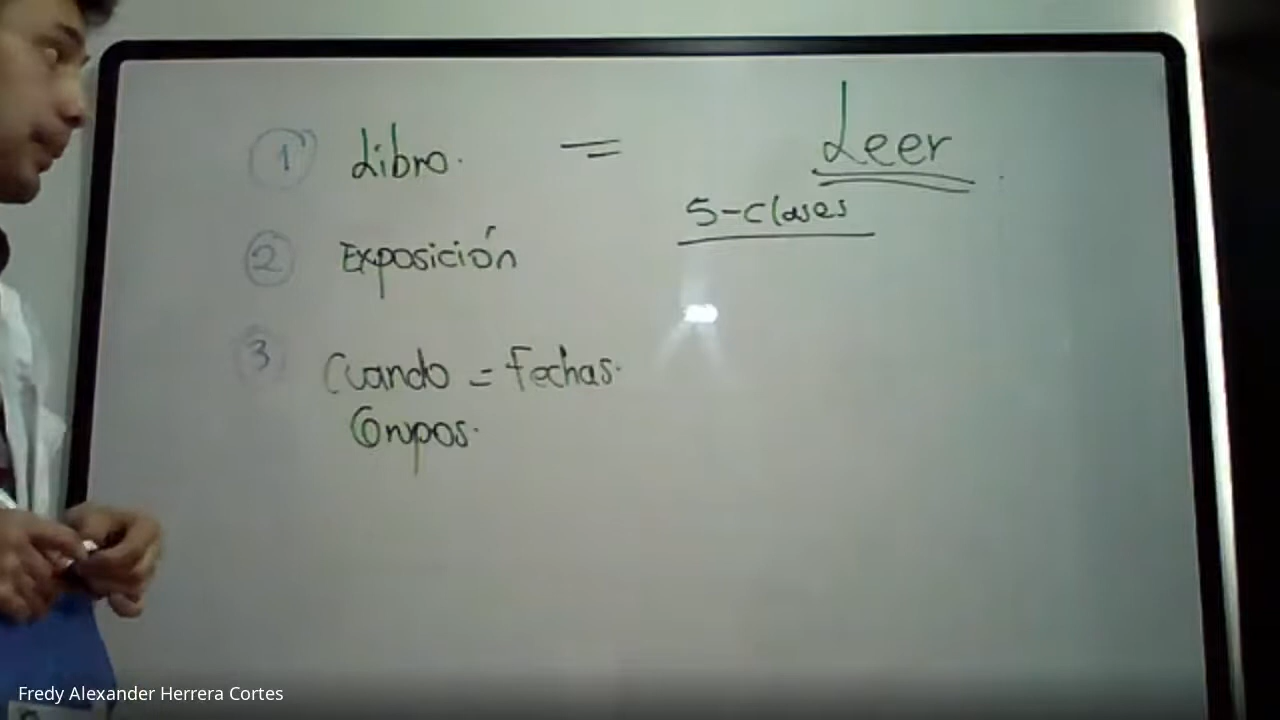 1 Libro. = Leer
5-clases
2 Exposición
3 Cuando = Fechas.
Grupos.
Fredy Alexander Herrera Cortes